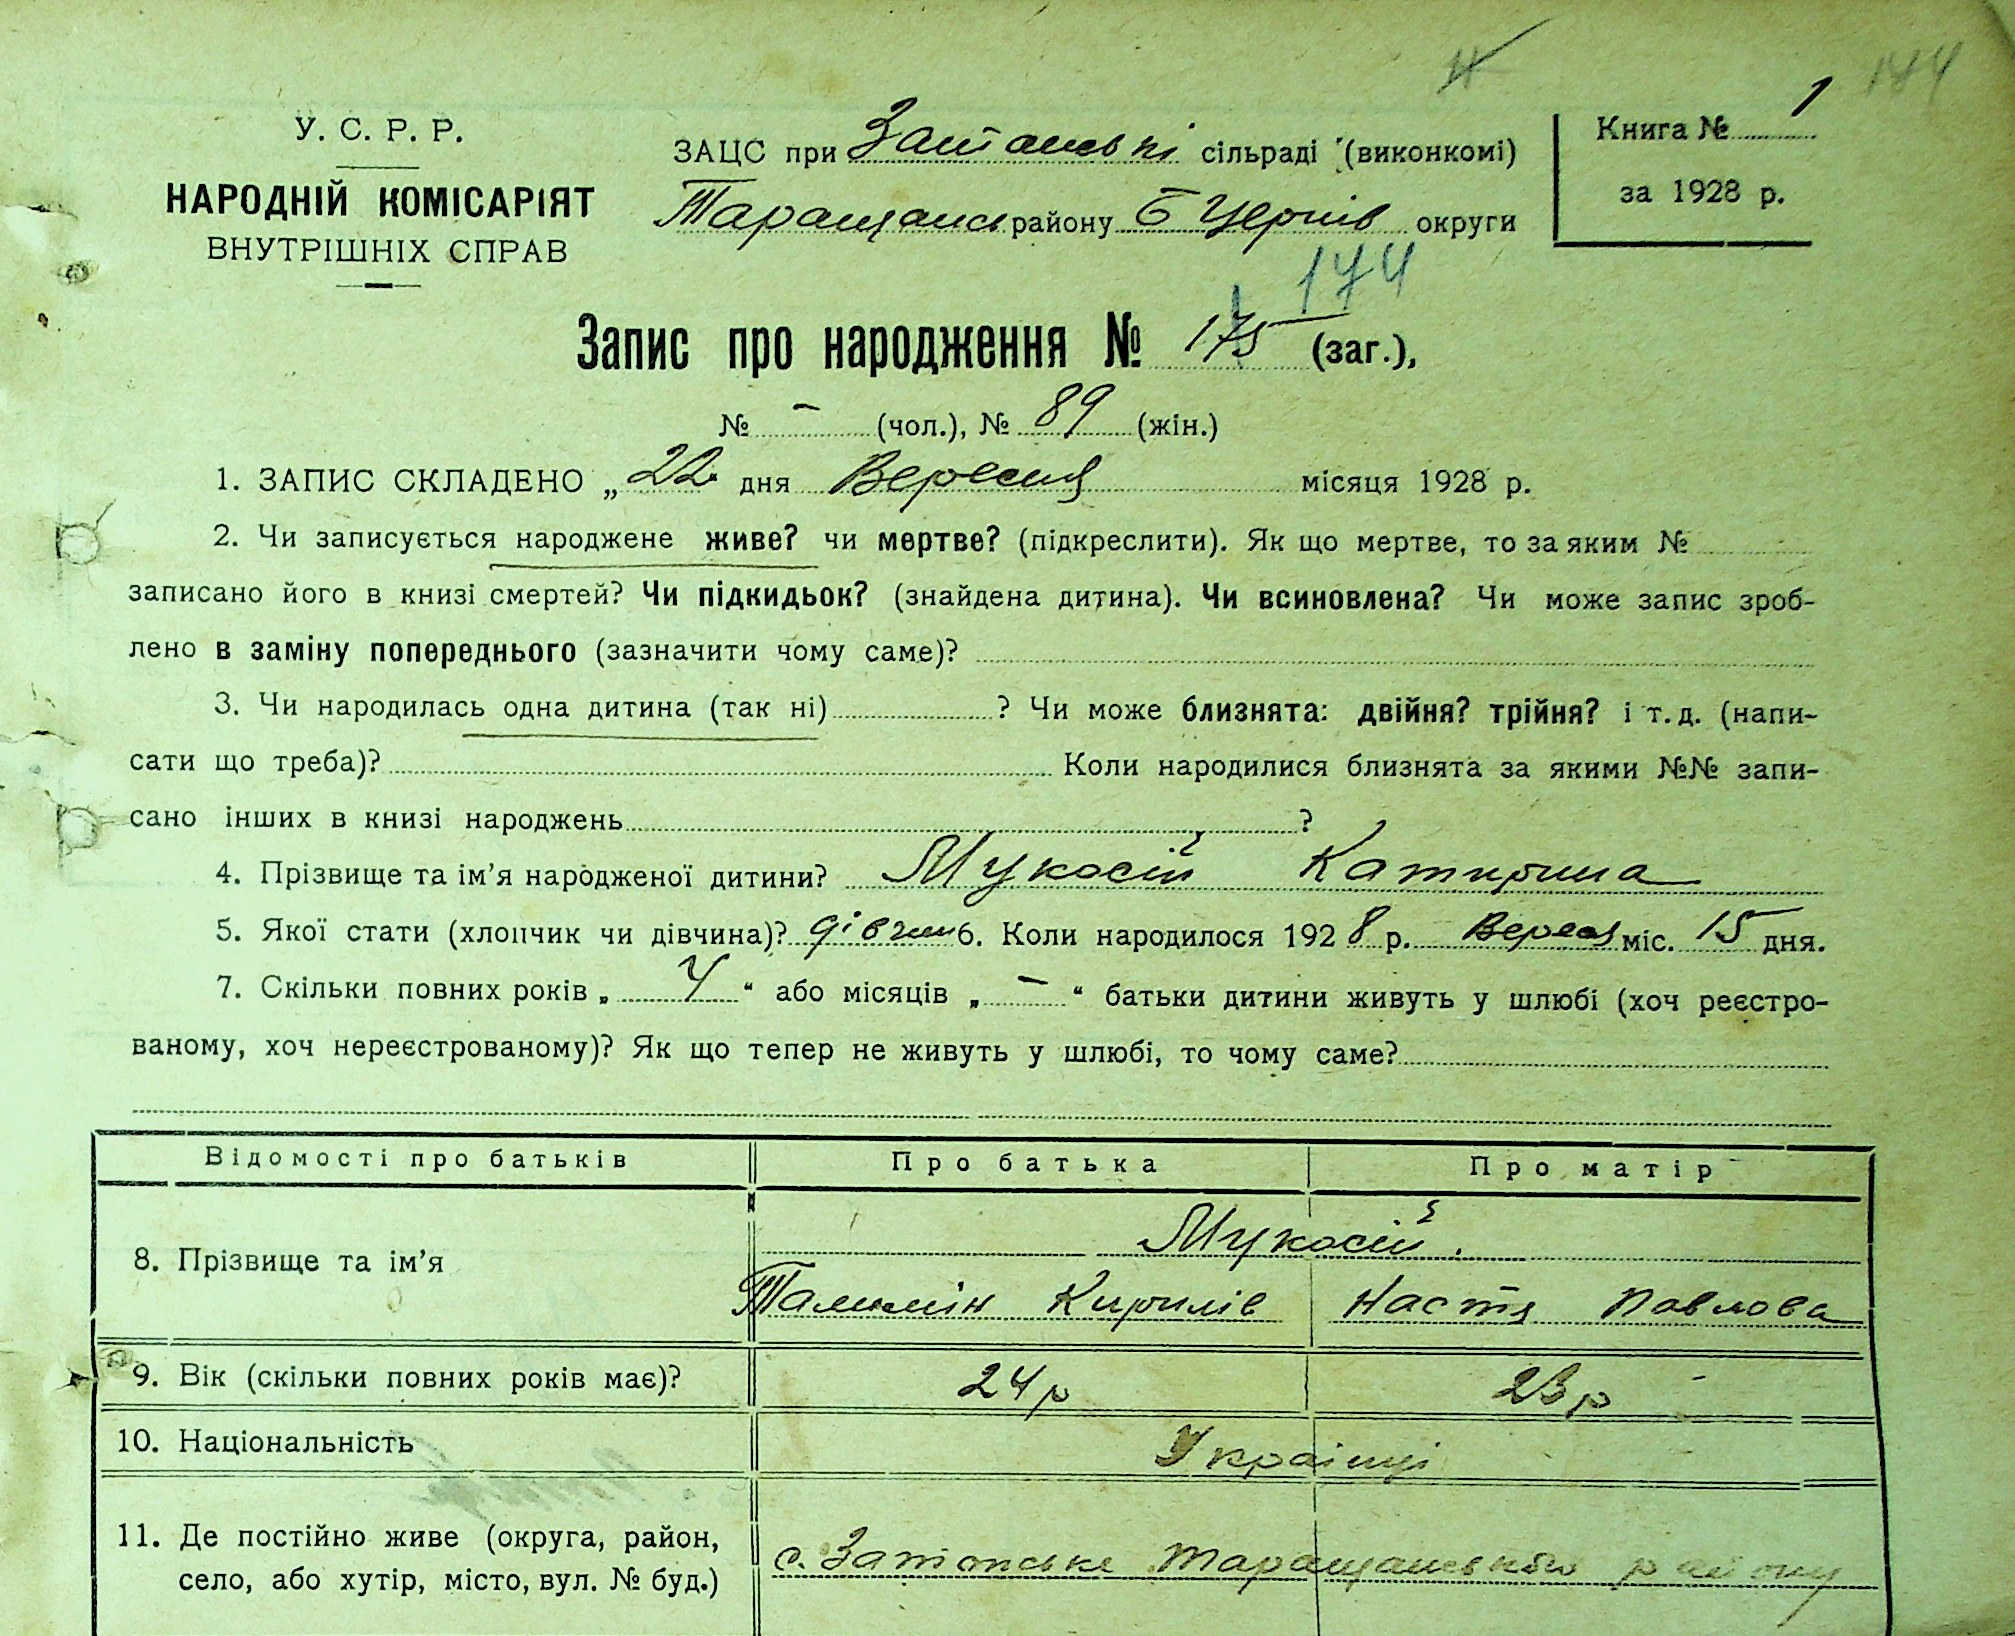 144
У. С. Р. Р.
НАРОДНІЙ КОМІСАРІЯТ
ВНУТРІШНІХ СПРАВ
ЗАЦС при сільраді (виконкомі)
Таращансь району Б Церків округи
Книга № 1
за 1928 р.
174
Запис про народження № 175 (заг.),
№ - (чол.), № 89 (жін.)
1. ЗАПИС СКЛАДЕНО „ 22 дня Вересня місяця 1928 р.
2. Чи записується народжене живе? чи мертве? (підкреслити). Як що мертве, то за яким №
записано його в книзі смертей? Чи підкидьок? (знайдена дитина). Чи всиновлена? Чи може запис зроб-
лено в заміну попереднього (зазначити чому саме)?
3. Чи народилась одна дитина (так ні) ? Чи може близнята: двійня? трійня? і т. д. (напи-
сати що треба)? Коли народилися близнята за якими №№ запи-
сано інших в книзі народжень ?
4. Прізвище та ім’я народженої дитини? Мукосій Катирина
5. Якої стати (хлопчик чи дівчина)? дівчин 6. Коли народилося 1928 р. Вересня міс. 15 дня.
7. Скільки повних років „ 4 “ або місяців „ - “ батьки дитини живуть у шлюбі (хоч реєстро-
ваному, хоч нереєстрованому)? Як що тепер не живуть у шлюбі, то чому саме?
Відомості про батьків Про батька Про матір
8. Прізвище та ім’я Мукосій.
Кирилів Настя Павлова
9. Вік (скільки повних років має)? 24 р 23 р
10. Національність Українці
11. Де постійно живе (округа, район,
село, або хутір, місто, вул. № буд.)
с. Таращанського району